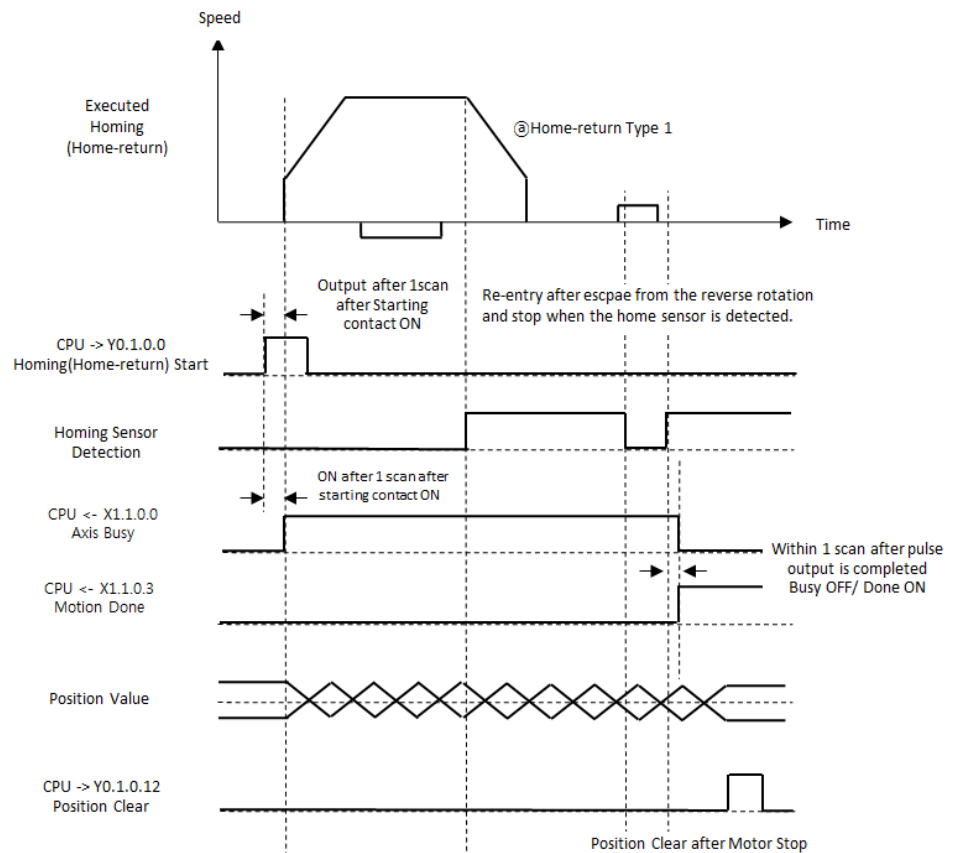 Speed
Executed
Homing
(Home-return)
ⓐHome-return Type 1
Time
Output after 1scan
after Starting
contact ON
Re-entry after escpae from the reverse rotation
and stop when the home sensor is detected.
CPU -> Y0.1.0.0
Homing(Home-return) Start
Homing Sensor
Detection
ON after 1 scan after
starting contact ON
CPU <- X1.1.0.0
Axis Busy
Within 1 scan after pulse
output is completed
Busy OFF/ Done ON
CPU <- X1.1.0.3
Motion Done
Position Value
CPU -> Y0.1.0.12
Position Clear
Position Clear after Motor Stop